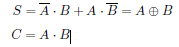 S = A̅ · B + A · B̅ = A ⊕ B
C = A · B